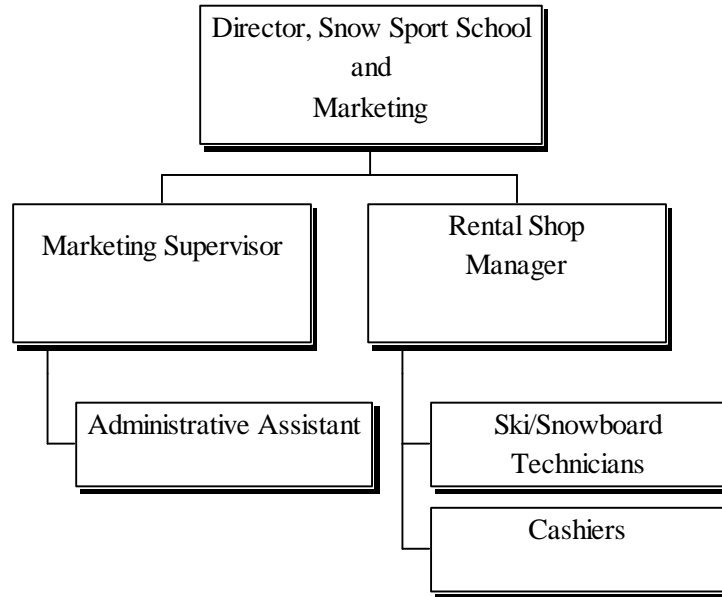 Director, Snow Sport School
and
Marketing
Marketing Supervisor
Rental Shop
Manager
Administrative Assistant
Ski/Snowboard
Technicians
Cashiers